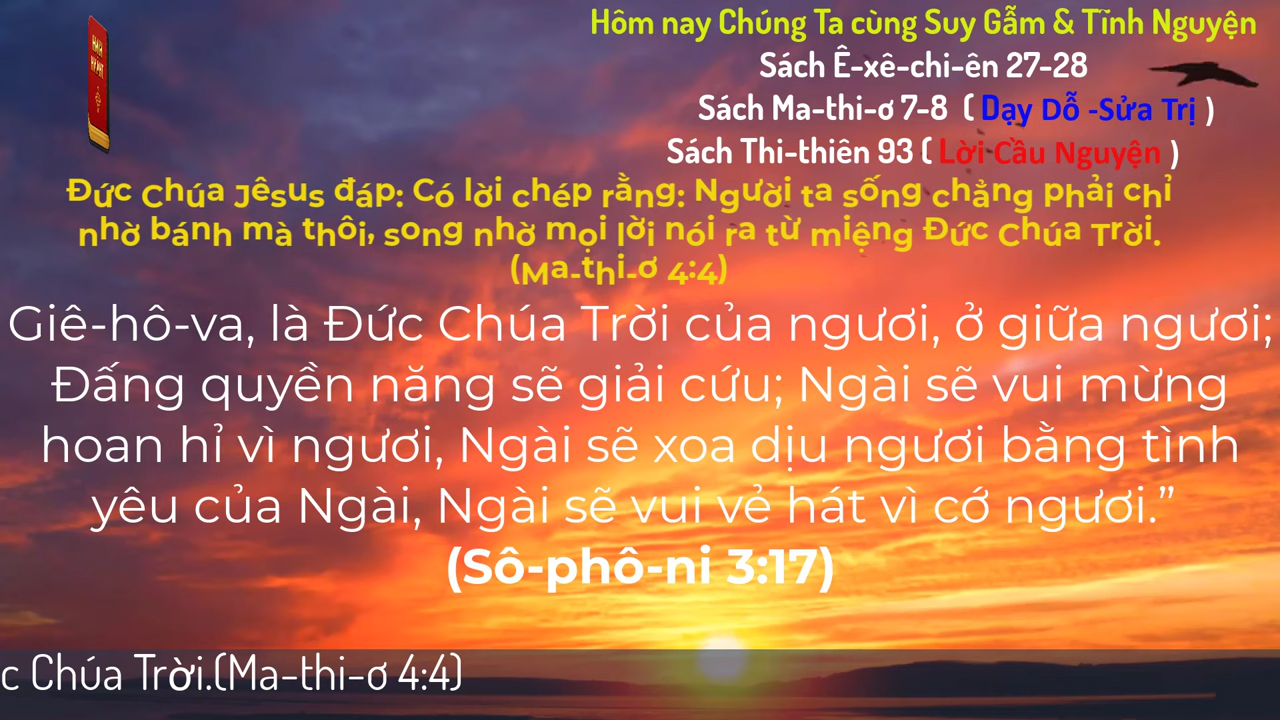 Hôm nay Chúng Ta cùng Suy Gẫm & Tĩnh Nguyện
Sách Ê-xê-chi-ên 27-28
Sách Ma-thi-ơ 7-8 ( Dạy Dỗ -Sửa Trị )
Sách Thi-thiên 93 ( Lời Cầu Nguyện )
Đức Chúa Jêsus đáp: Có lời chép rằng: Người ta sống chẳng phải chỉ
nhờ bánh mà thôi, song nhờ mọi lời nói ra từ miệng Đức Chúa Trời.
(Ma-thi-ơ 4:4)
Giê-hô-va, là Đức Chúa Trời của ngươi, ở giữa ngươi;
Đấng quyền năng sẽ giải cứu; Ngài sẽ vui mừng
hoan hỉ vì ngươi, Ngài sẽ xoa dịu ngươi bằng tình
yêu của Ngài, Ngài sẽ vui vẻ hát vì cớ ngươi.”
(Sô-phô-ni 3:17)
c Chúa Trời.(Ma-thi-ơ 4:4)